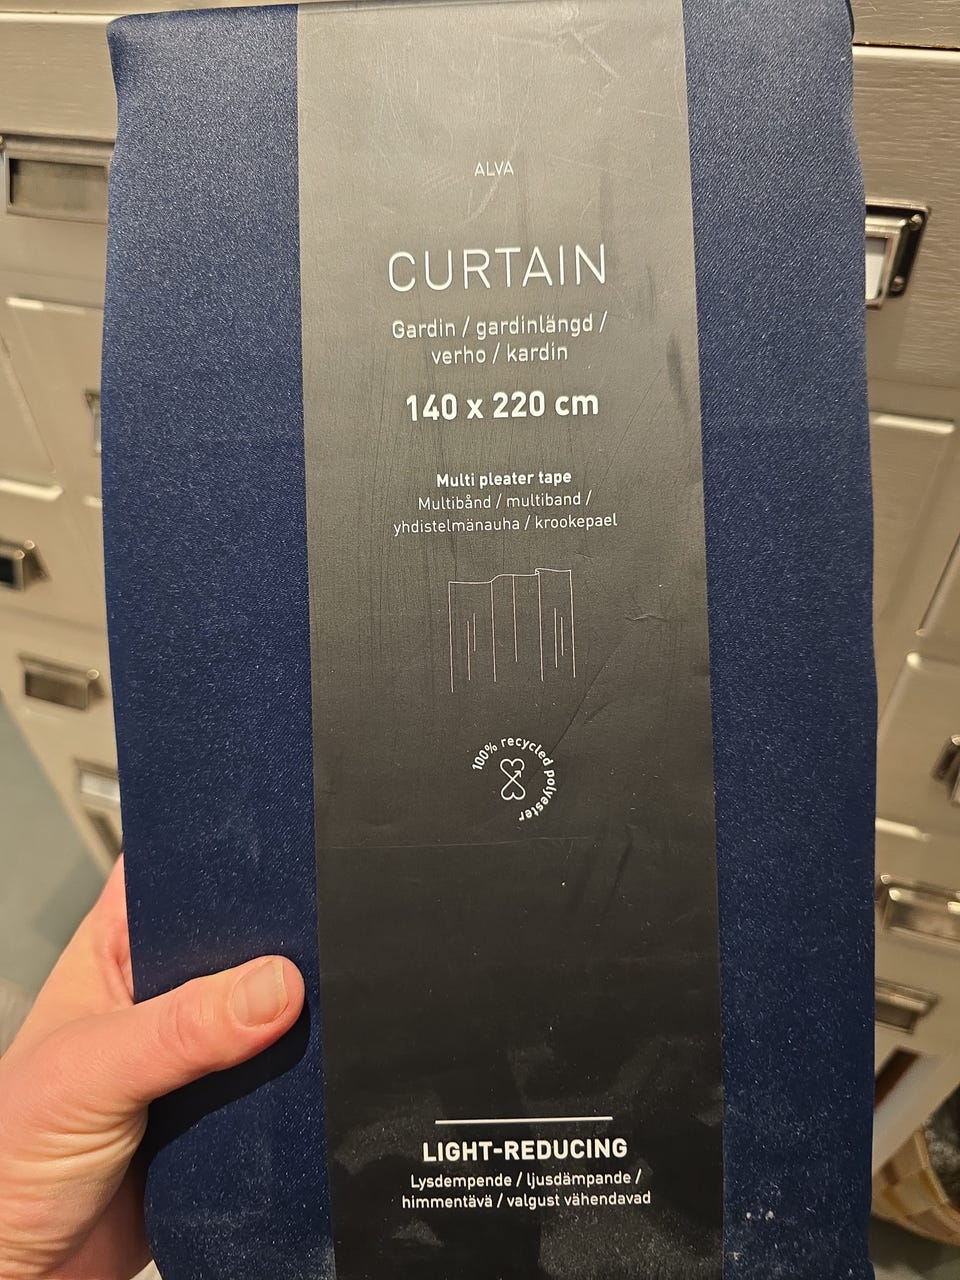 ALVA
CURTAIN
Gardin / gardinlängd /
verho / kardin
140 x 220 cm
Multi pleater tape
Multibånd / multiband /
yhdistelmänauha / krookepael
100% recycled polyester
LIGHT-REDUCING
Lysdempende / ljusdämpande /
himmentävä / valgust vähendavad